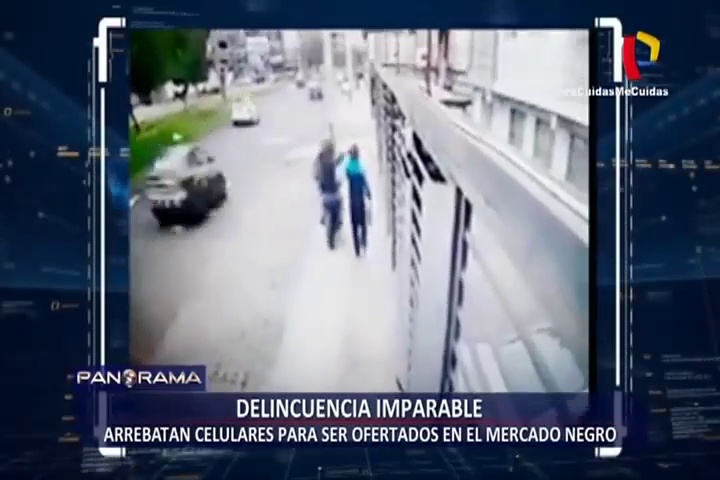 CuidasMeCuidas
PANORAMA
DELINCUENCIA IMPARABLE
ARREBATAN CELULARES PARA SER OFERTADOS EN EL MERCADO NEGRO